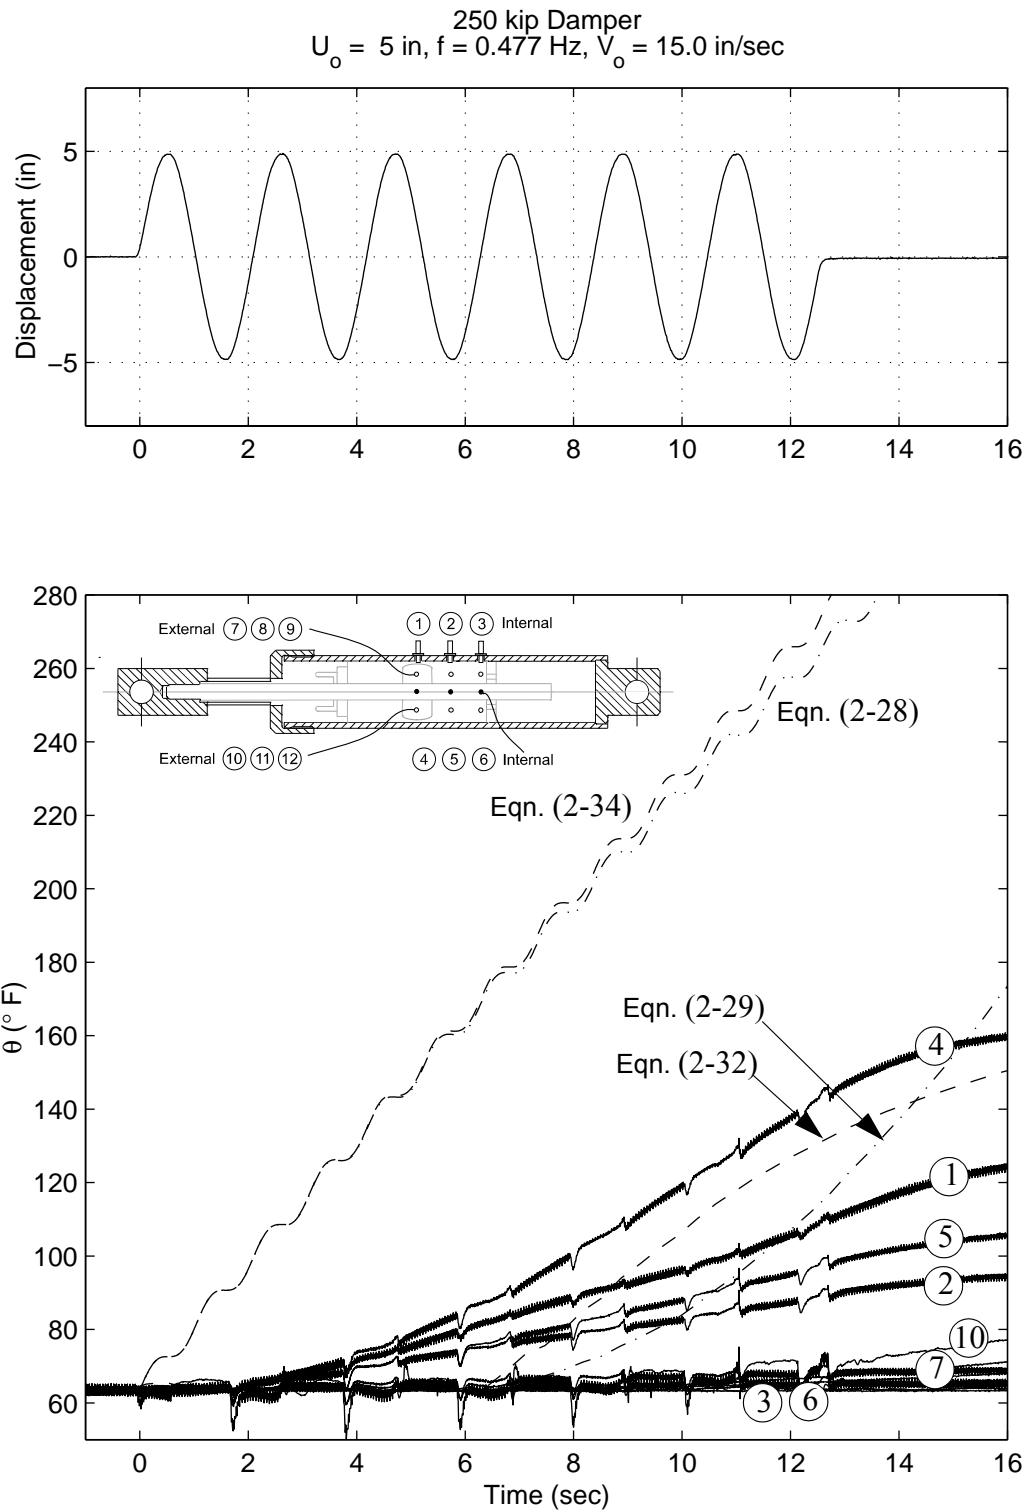 250 kip Damper
U_o = 5 in, f = 0.477 Hz, V_o = 15.0 in/sec
Displacement (in)
5
0
−5
0 2 4 6 8 10 12 14 16
θ (° F)
280
260
240
220
200
180
160
140
120
100
80
60
External 7 8 9
1 2 3 Internal
External 10 11 12
4 5 6 Internal
Eqn. (2-28)
Eqn. (2-34)
Eqn. (2-29)
Eqn. (2-32)
4
1
5
2
10
7
3 6
0 2 4 6 8 10 12 14 16
Time (sec)